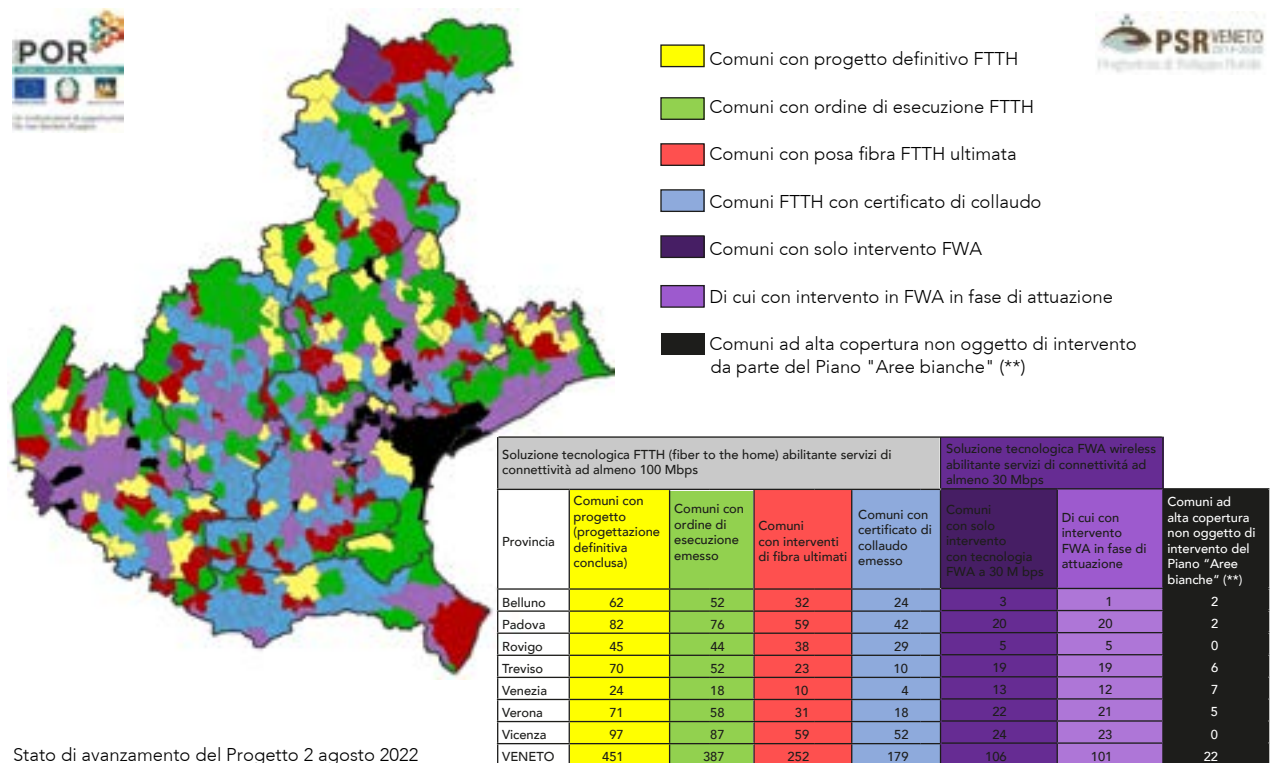 POR
PSR VENETO
2014-2020
Comuni con progetto definitivo FTTH
Comuni con ordine di esecuzione FTTH
Comuni con posa fibra FTTH ultimata
Comuni FTTH con certificato di collaudo
Comuni con solo intervento FWA
Di cui con intervento in FWA in fase di attuazione
Comuni ad alta copertura non oggetto di intervento
da parte del Piano "Aree bianche" (**)
Soluzione tecnologica FTTH (fiber to the home) abilitante servizi di
connettività ad almeno 100 Mbps
Soluzione tecnologica FWA wireless
abilitante servizi di connettivitá ad
almeno 30 Mbps
Provincia
Comuni con
progetto
(progettazione
definitiva
conclusa)
Comuni con
ordine di
esecuzione
emesso
Comuni
con interventi
di fibra ultimati
Comuni con
certificato di
collaudo
emesso
Comuni
con solo
intervento
con tecnologia
FWA a 30 M bps
Di cui con
intervento
FWA in fase di
attuazione
Comuni ad
alta copertura
non oggetto di
intervento del
Piano “Aree
bianche” (**)
Belluno 62 52 32 24 3 1 2
Padova 82 76 59 42 20 20 2
Rovigo 45 44 38 29 5 5 0
Treviso 70 52 23 10 19 19 6
Venezia 24 18 10 4 13 12 7
Verona 71 58 31 18 22 21 5
Vicenza 97 87 59 52 24 23 0
VENETO 451 387 252 179 106 101 22
Stato di avanzamento del Progetto 2 agosto 2022